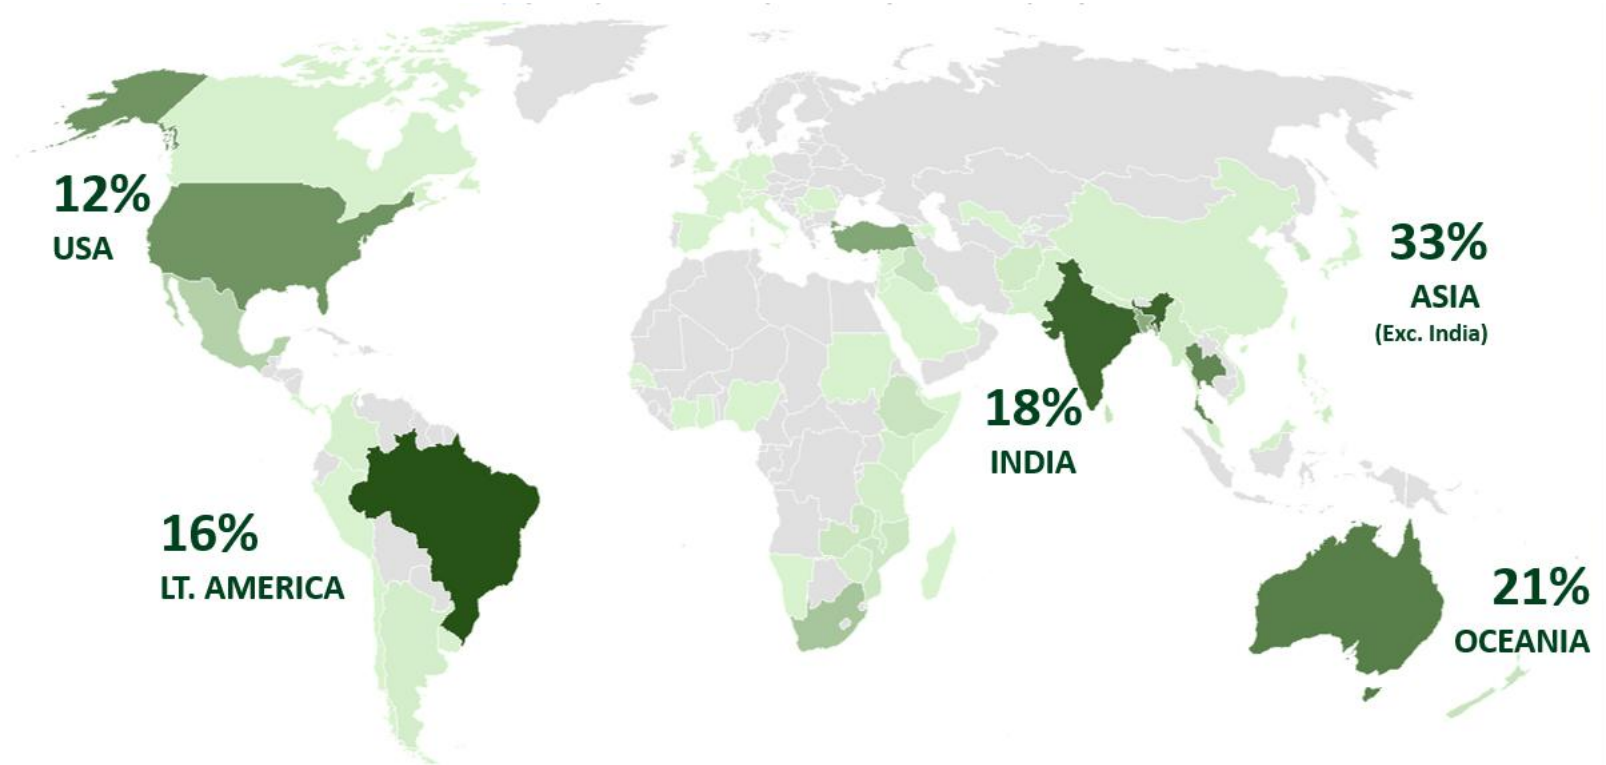 12%
USA
33%
ASIA
(Exc. India)
18%
INDIA
16%
LT. AMERICA
21%
OCEANIA